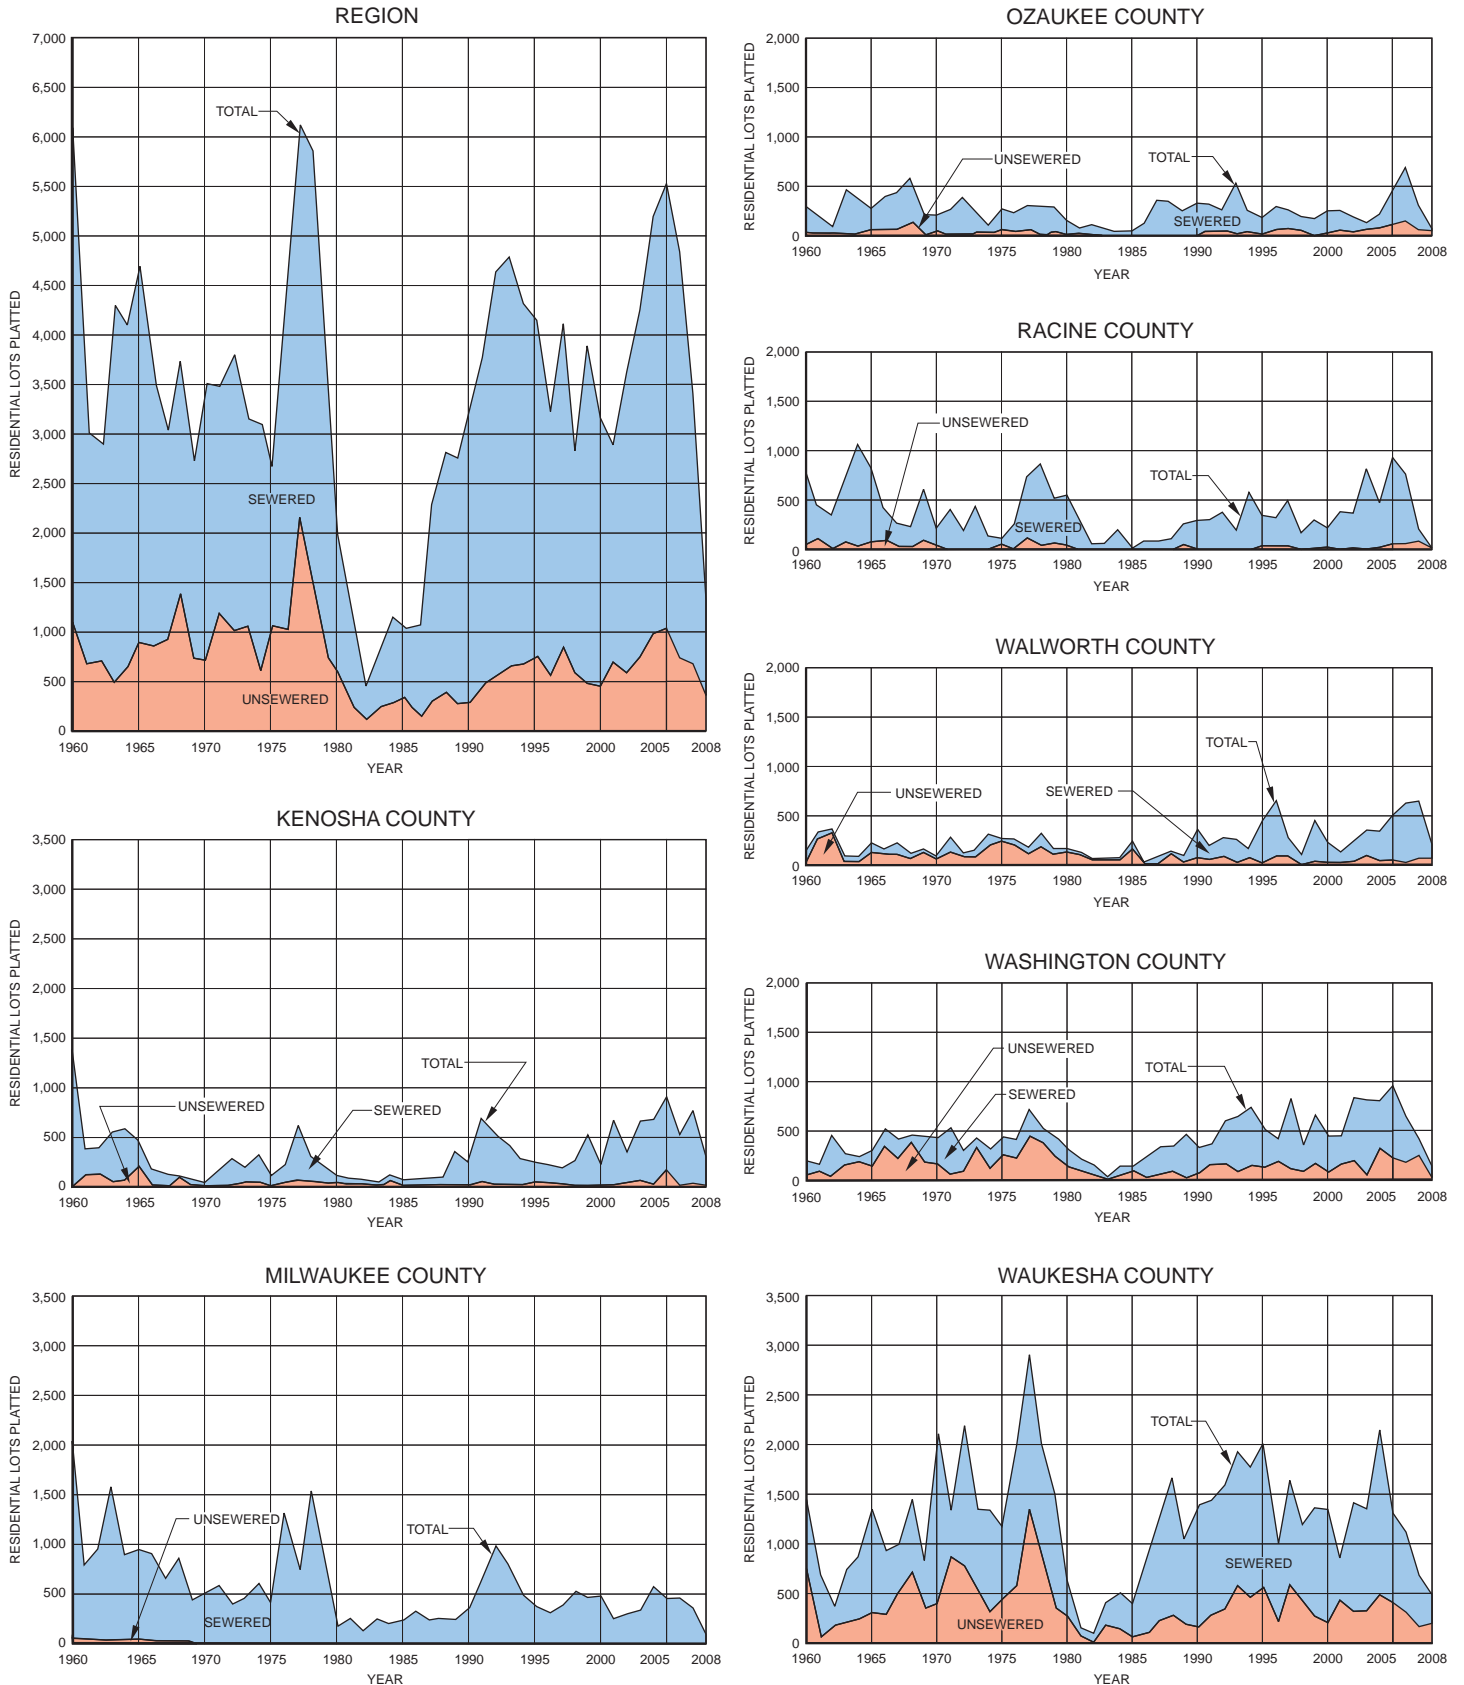 REGION
7,000
6,500
6,000
5,500
5,000
4,500
4,000
3,500
3,000
2,500
2,000
1,500
1,000
500
0
RESIDENTIAL LOTS PLATTED
TOTAL
SEWERED
UNSEWERED
1960 1965 1970 1975 1980 1985 1990 1995 2000 2005 2008
YEAR
KENOSHA COUNTY
3,500
3,000
2,500
2,000
1,500
1,000
500
0
RESIDENTIAL LOTS PLATTED
TOTAL
UNSEWERED
SEWERED
1960 1965 1970 1975 1980 1985 1990 1995 2000 2005 2008
YEAR
MILWAUKEE COUNTY
3,500
3,000
2,500
2,000
1,500
1,000
500
0
RESIDENTIAL LOTS PLATTED
UNSEWERED
TOTAL
SEWERED
1960 1965 1970 1975 1980 1985 1990 1995 2000 2005 2008
YEAR
OZAUKEE COUNTY
2,000
1,500
1,000
500
0
RESIDENTIAL LOTS PLATTED
UNSEWERED
TOTAL
SEWERED
1960 1965 1970 1975 1980 1985 1990 1995 2000 2005 2008
YEAR
RACINE COUNTY
2,000
1,500
1,000
500
0
RESIDENTIAL LOTS PLATTED
UNSEWERED
TOTAL
SEWERED
1960 1965 1970 1975 1980 1985 1990 1995 2000 2005 2008
YEAR
WALWORTH COUNTY
2,000
1,500
1,000
500
0
RESIDENTIAL LOTS PLATTED
TOTAL
UNSEWERED
SEWERED
1960 1965 1970 1975 1980 1985 1990 1995 2000 2005 2008
YEAR
WASHINGTON COUNTY
2,000
1,500
1,000
500
0
RESIDENTIAL LOTS PLATTED
UNSEWERED
TOTAL
SEWERED
1960 1965 1970 1975 1980 1985 1990 1995 2000 2005 2008
YEAR
WAUKESHA COUNTY
3,500
3,000
2,500
2,000
1,500
1,000
500
0
RESIDENTIAL LOTS PLATTED
TOTAL
SEWERED
UNSEWERED
1960 1965 1970 1975 1980 1985 1990 1995 2000 2005 2008
YEAR